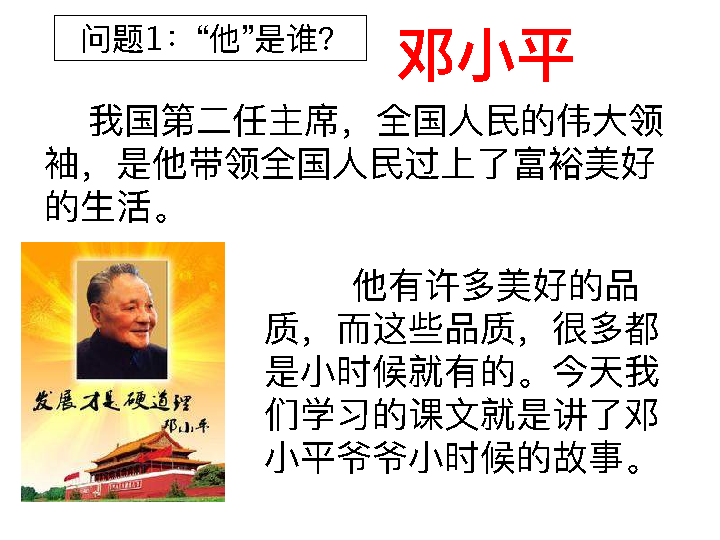 问题1：“他”是谁?
邓小平
我国第二任主席，全国人民的伟大领
袖，是他带领全国人民过上了富裕美好
的生活。
他有许多美好的品
质，而这些品质，很多都
是小时候就有的。今天我
们学习的课文就是讲了邓
小平爷爷小时候的故事。
发展才是硬道理
邓小平